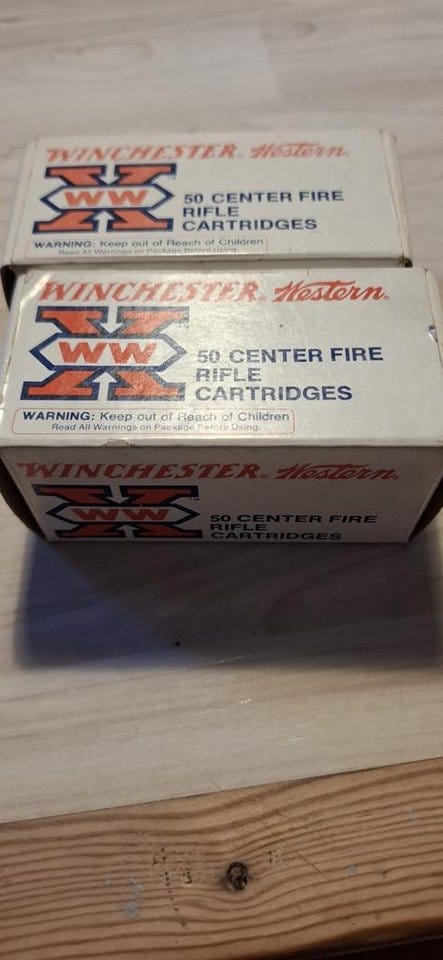 WINCHESTER® Western®
X WW
50 CENTER FIRE
RIFLE
CARTRIDGES
WARNING: Keep out of Reach of Children
Read All Warnings on Package Before Using.
WINCHESTER® Western®
X WW
50 CENTER FIRE
RIFLE
CARTRIDGES
WARNING: Keep out of Reach of Children
Read All Warnings on Package Before Using.
WINCHESTER® Western®
X WW
50 CENTER FIRE
RIFLE
CARTRIDGES